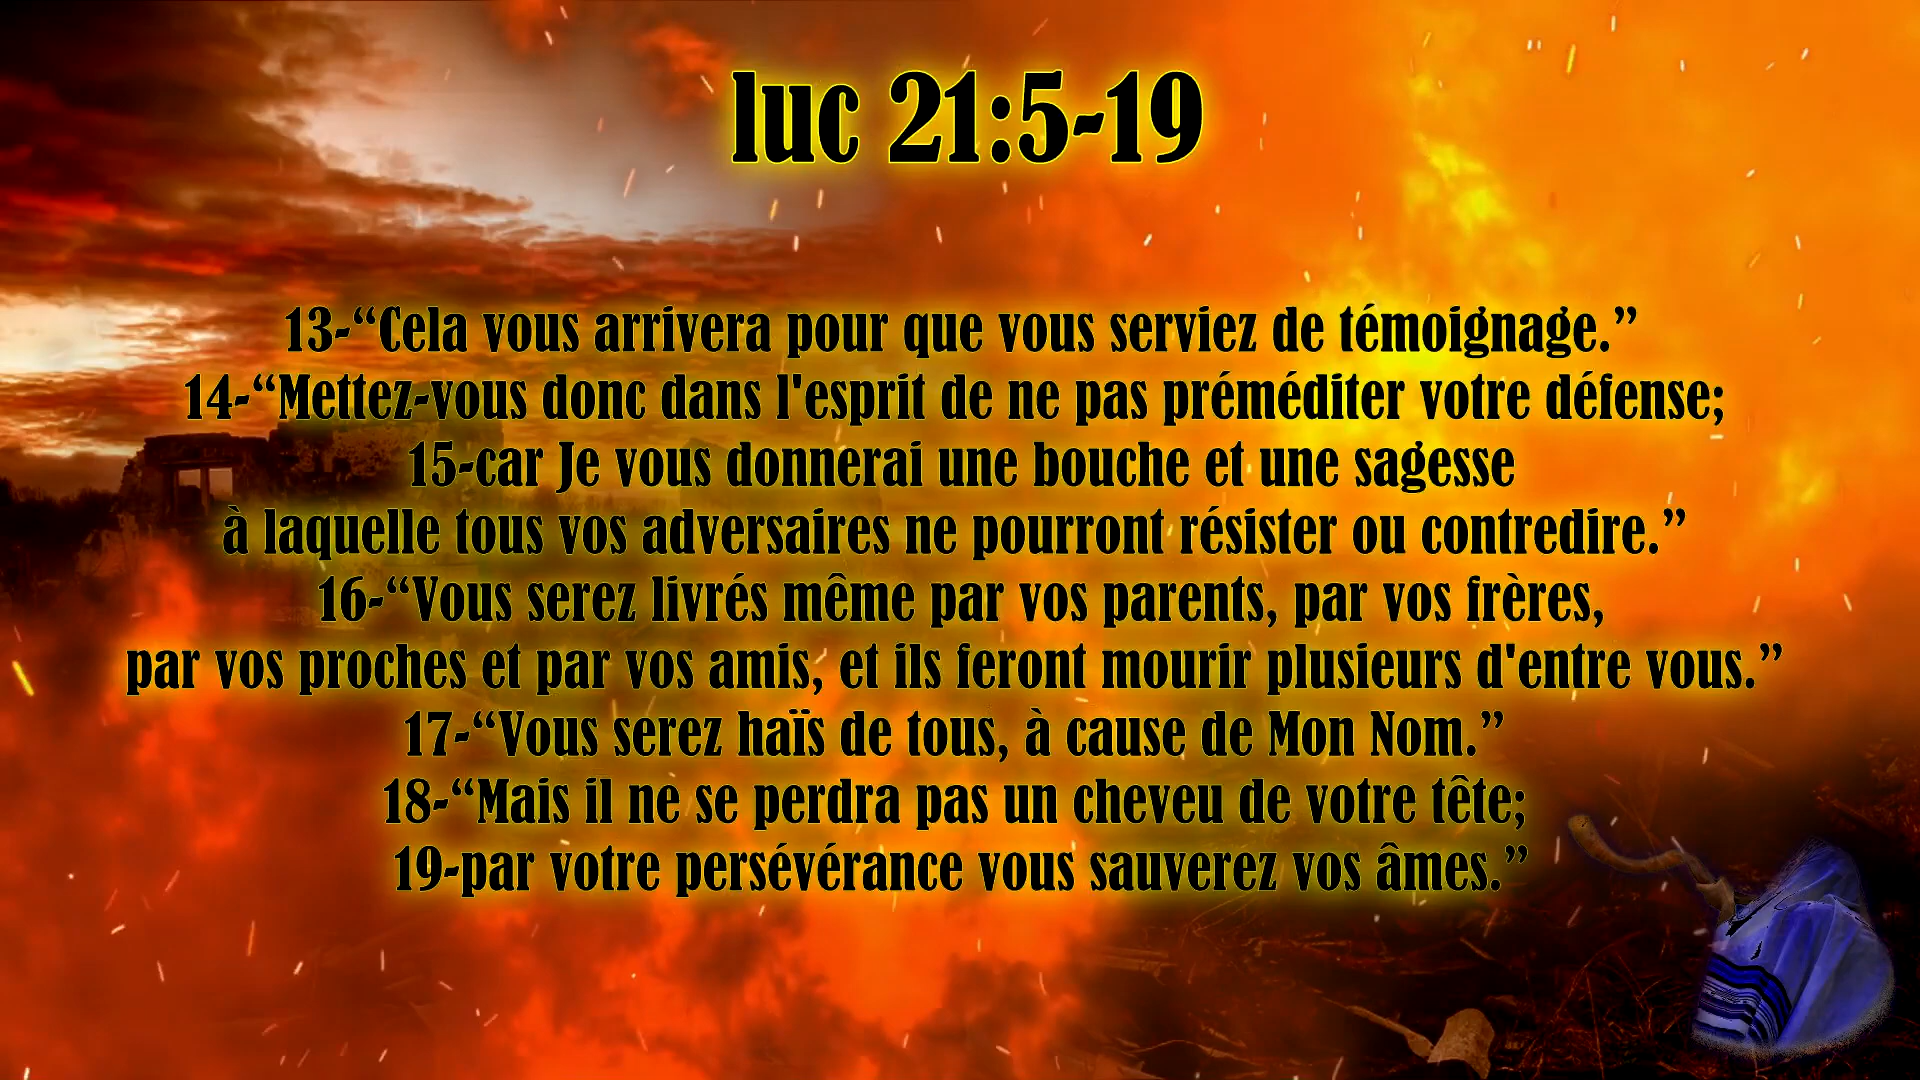 luc 21:5-19
13-“Cela vous arrivera pour que vous serviez de témoignage.”
14-“Mettez-vous donc dans l'esprit de ne pas préméditer votre défense;
15-car Je vous donnerai une bouche et une sagesse
à laquelle tous vos adversaires ne pourront résister ou contredire.”
16-“Vous serez livrés même par vos parents, par vos frères,
par vos proches et par vos amis, et ils feront mourir plusieurs d'entre vous.”
17-“Vous serez haïs de tous, à cause de Mon Nom.”
18-“Mais il ne se perdra pas un cheveu de votre tête;
19-par votre persévérance vous sauverez vos âmes.”